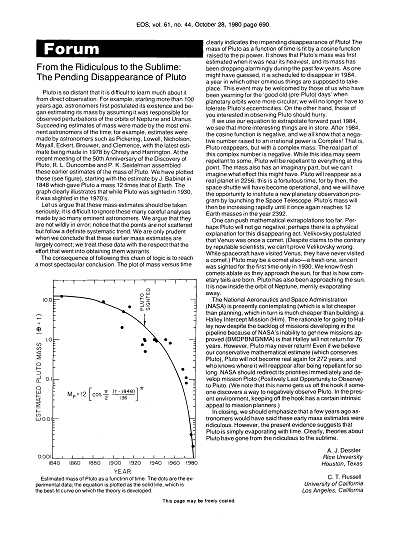 EOS, vol. 61, no. 44, October 28, 1980 page 690
Forum
From the Ridiculous to the Sublime:
The Pending Disappearance of Pluto
Pluto is so distant that it is difficult to learn much about it
from direct observation. For example, starting more than 100
years ago, astronomers first postulated its existence and be-
gan estimating its mass by assuming it was responsible for
observed perturbations of the orbits of Neptune and Uranus.
Succeeding estimates of mass were made by the most em-
inent astronomers of the time; for example, estimates were
made by astronomers such as Pickering, Lowell, Nicholson,
Mayall, Eckert, Brouwer, and Clemence, with the latest esti-
mate being made in 1978 by Christy and Harrington. At the
recent meeting of the 50th Anniversary of the Discovery of
Pluto, R. L. Duncombe and P. K. Seidelmann assembled
these earlier estimates of the mass of Pluto. We have plotted
these (see figure), starting with the estimate by J. Babinet in
1848 which gave Pluto a mass 12 times that of Earth. The
graph clearly illustrates that while Pluto was sighted in 1930,
it was slighted in the 1970's.
Let us argue that these mass estimates should be taken
seriously; it is difficult to ignore these many careful analyses
made by so many eminent astronomers. We argue that they
are not wildly in error; notice that the points are not scattered
but follow a definite systematic trend. We are only prudent
when we conclude that these earlier mass estimates are
largely correct; we treat these data with the respect that the
effort that went into obtaining them warrants.
The consequence of following this chain of logic is to reach
a most spectacular conclusion. The plot of mass versus time
ESTIMATED PLUTO MASS (⊕ = 1)
10.0
1.0
0.1
0.01
0.001
PLUTO SIGHTED
1840 1860 1880 1900 1920 1940 1960 1980
YEAR
Estimated mass of Pluto as a function of time. The dots are the ex-
perimental data; the equation is plotted as the solid line, which is
the best-fit curve on which the theory is developed.
clearly indicates the impending disappearance of Pluto! The
mass of Pluto as a function of time is fit by a cosine function
raised to the pi power. It shows that Pluto's mass was first
estimated when it was near its heaviest, and its mass has
been dropping alarmingly during the past few years. As one
might have guessed, it is scheduled to disappear in 1984,
a year in which other ominous things are supposed to take
place. This event may be welcomed by those of us who have
been yearning for the 'good old (pre Pluto) days' when
planetary orbits were more circular; we will no longer have to
tolerate Pluto's eccentricities. On the other hand, those of
you interested in observing Pluto should hurry.
If we use our equation to extrapolate forward past 1984,
we see that more interesting things are in store. After 1984,
the cosine function is negative, and we all know that a nega-
tive number raised to an irrational power is Complex! That is,
Pluto reappears, but with a complex mass. The real part of
this complex number is negative. While this idea may seem
repellant to some, Pluto will be repellant to everything at this
point. The mass also has an imaginary part, but we can't
imagine what effect this might have. Pluto will reappear as a
real planet in 2256; this is a fortuitous time, for by then, the
space shuttle will have become operational, and we will have
the opportunity to institute a new planetary observation pro-
gram by launching the Space Telescope. Pluto's mass will
then be increasing rapidly until it once again reaches 12
Earth masses in the year 2392.
One can push mathematical extrapolations too far. Per-
haps Pluto will not go negative; perhaps there is a physical
explanation for this disappearing act. Velikovsky postulated
that Venus was once a comet. (Despite claims to the contrary
by reputable scientists, we can't prove Velikovsky wrong.
While spacecraft have visited Venus, they have never visited
a comet.) Pluto may be a comet also—a fresh one, since it
was sighted for the first time only in 1930. We know fresh
comets ablate as they approach the sun, for that is how com-
etary tails are born. Pluto has also been approaching the sun.
It is now inside the orbit of Neptune, merrily evaporating
away.
The National Aeronautics and Space Administration
(NASA) is presently contemplating (which is a bit cheaper
than planning, which in turn is much cheaper than building) a
Halley Intercept Mission (Him). The rationale for going to Hal-
ley now despite the backlog of missions developing in the
pipeline because of NASA's inability to get new missions ap-
proved (BMDPBNIGNMA) is that Halley will not return for 76
years. However, Pluto may never return! Even if we believe
our conservative mathematical estimate (which conserves
Pluto), Pluto will not become real again for 272 years, and
who knows where it will reappear after being repellant for so
long. NASA should redirect its priorities immediately and de-
velop mission Pluto (Positively Last Opportunity to Observe)
to Pluto. (We note that this name gets us off the hook if some-
one discovers a way to negatively observe Pluto. In the pres-
ent environment, keeping off the hook has a certain intrinsic
appeal to mission planners.)
In closing, we should emphasize that a few years ago as-
tronomers would have said these early mass estimates were
ridiculous. However, the present evidence suggests that
Pluto is simply evaporating with time. Clearly, theories about
Pluto have gone from the ridiculous to the sublime.
A. J. Dessler
Rice University
Houston, Texas
C. T. Russell
University of California
Los Angeles, California
This page may be freely copied.